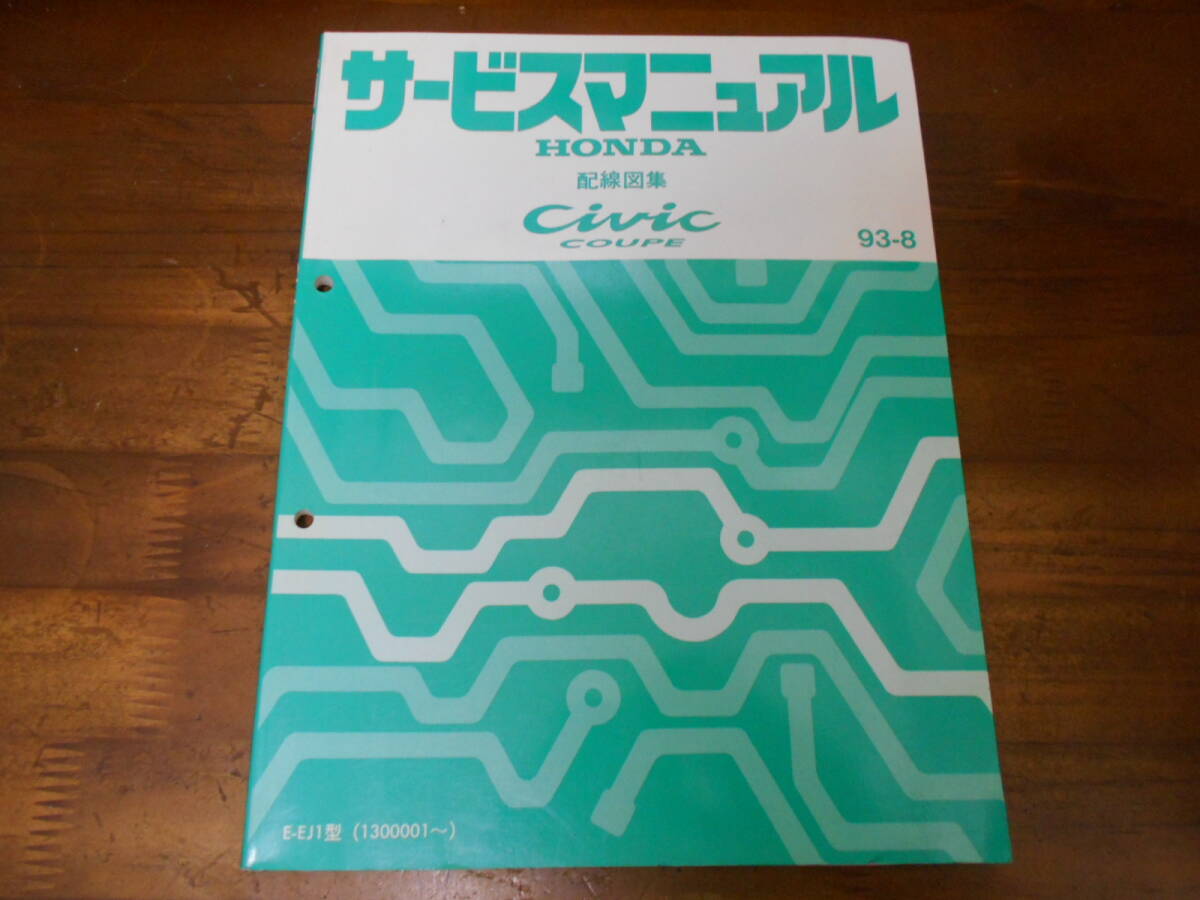 サービスマニュアル
HONDA
配線図集
Civic
COUPE
93-8
E-EJ1型 (1300001〜)